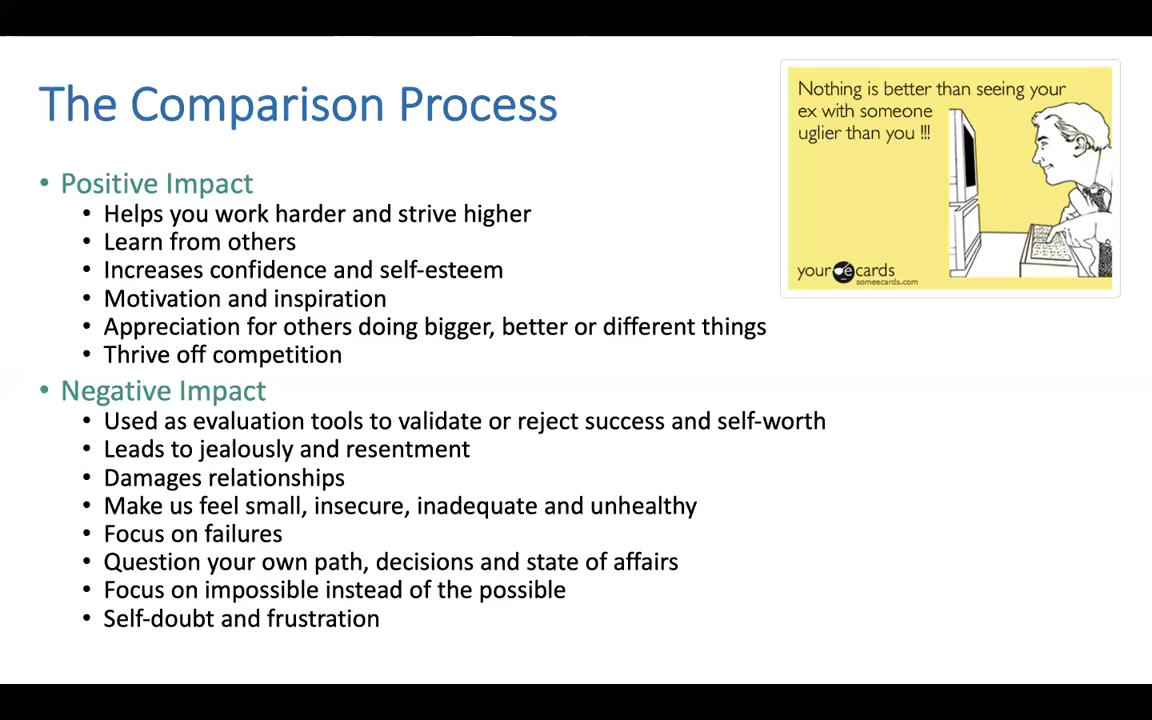 The Comparison Process
Nothing is better than seeing your
ex with someone
uglier than you !!!
your e cards
someecards.com
• Positive Impact
• Helps you work harder and strive higher
• Learn from others
• Increases confidence and self-esteem
• Motivation and inspiration
• Appreciation for others doing bigger, better or different things
• Thrive off competition
• Negative Impact
• Used as evaluation tools to validate or reject success and self-worth
• Leads to jealously and resentment
• Damages relationships
• Make us feel small, insecure, inadequate and unhealthy
• Focus on failures
• Question your own path, decisions and state of affairs
• Focus on impossible instead of the possible
• Self-doubt and frustration